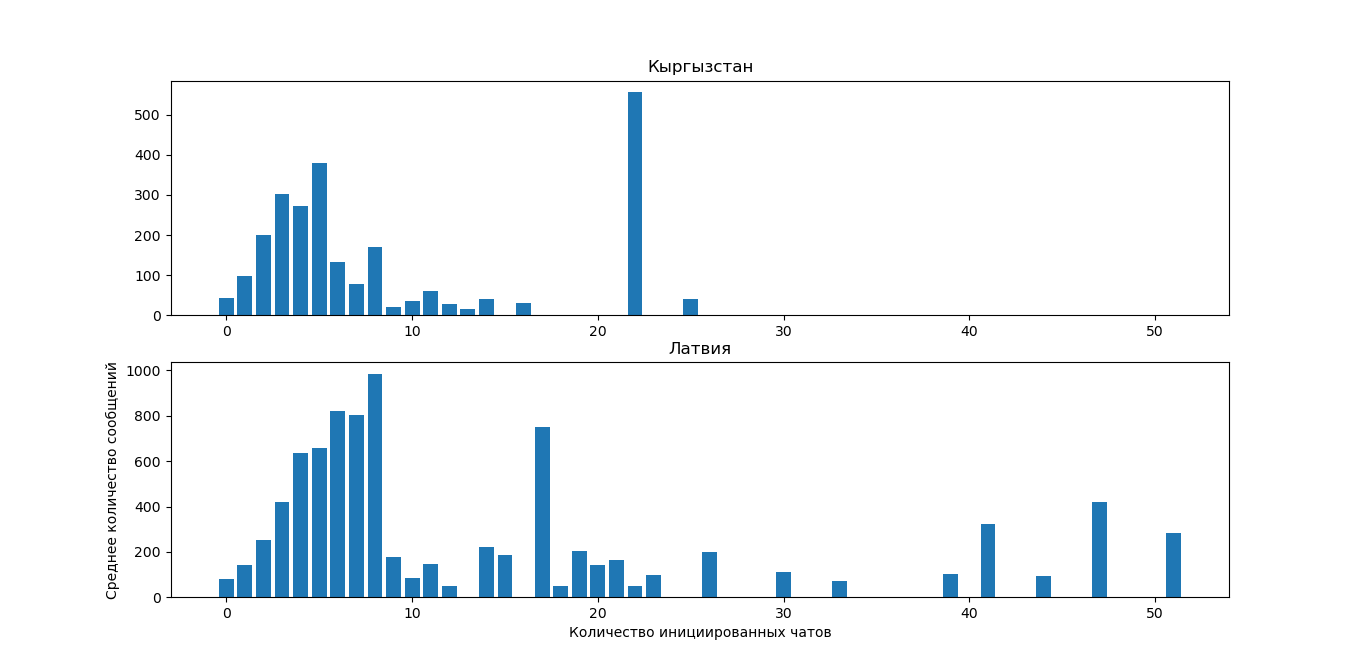 Кыргызстан
500
400
300
200
100
0
0 10 20 30 40 50
Латвия
Среднее количество сообщений
1000
800
600
400
200
0
0 10 20 30 40 50
Количество инициированных чатов